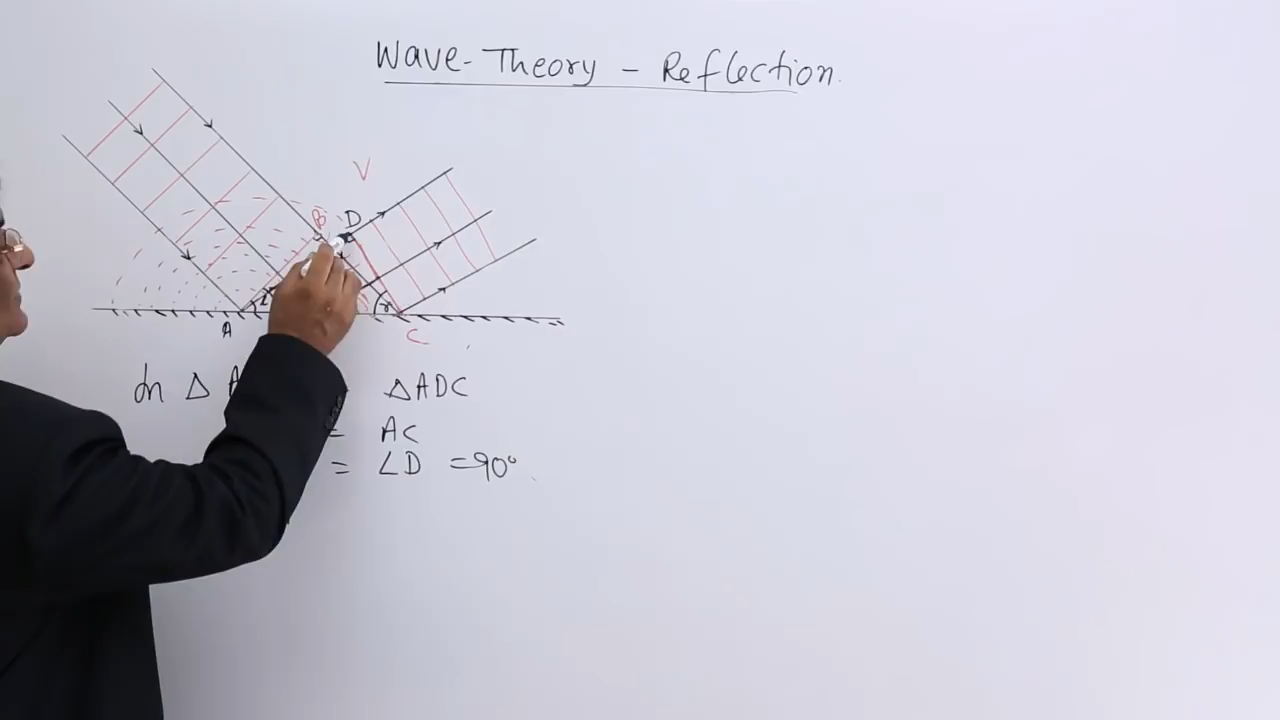 Wave-Theory - Reflection.
V
B D
i r
A C
In Δ A ΔADC
= AC
= ∠D = 90°